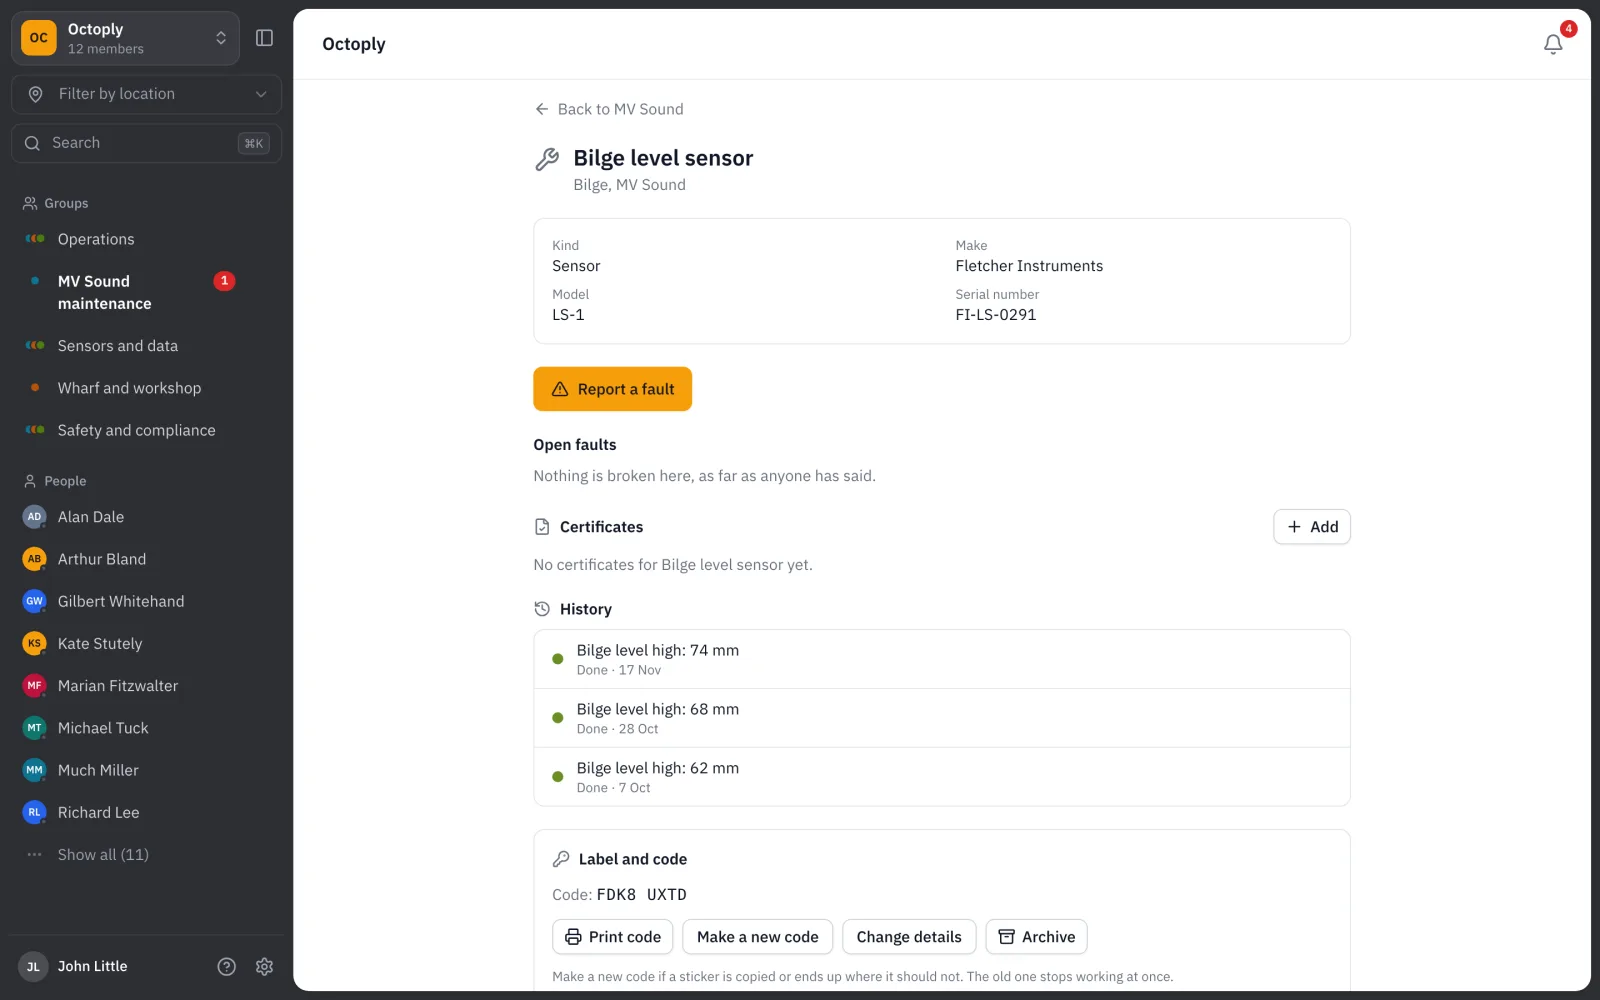 OC
Octoply
12 members
Filter by location
Search
⌘K
Groups
Operations
MV Sound
maintenance
1
Sensors and data
Wharf and workshop
Safety and compliance
People
AD
Alan Dale
AB
Arthur Bland
GW
Gilbert Whitehand
KS
Kate Stutely
MF
Marian Fitzwalter
MT
Michael Tuck
MM
Much Miller
RL
Richard Lee
Show all (11)
JL
John Little
Octoply
4
Back to MV Sound
Bilge level sensor
Bilge, MV Sound
Kind
Sensor
Make
Fletcher Instruments
Model
LS-1
Serial number
FI-LS-0291
Report a fault
Open faults
Nothing is broken here, as far as anyone has said.
Certificates
Add
No certificates for Bilge level sensor yet.
History
Bilge level high: 74 mm
Done · 17 Nov
Bilge level high: 68 mm
Done · 28 Oct
Bilge level high: 62 mm
Done · 7 Oct
Label and code
Code: FDK8 UXTD
Print code
Make a new code
Change details
Archive
Make a new code if a sticker is copied or ends up where it should not. The old one stops working at once.